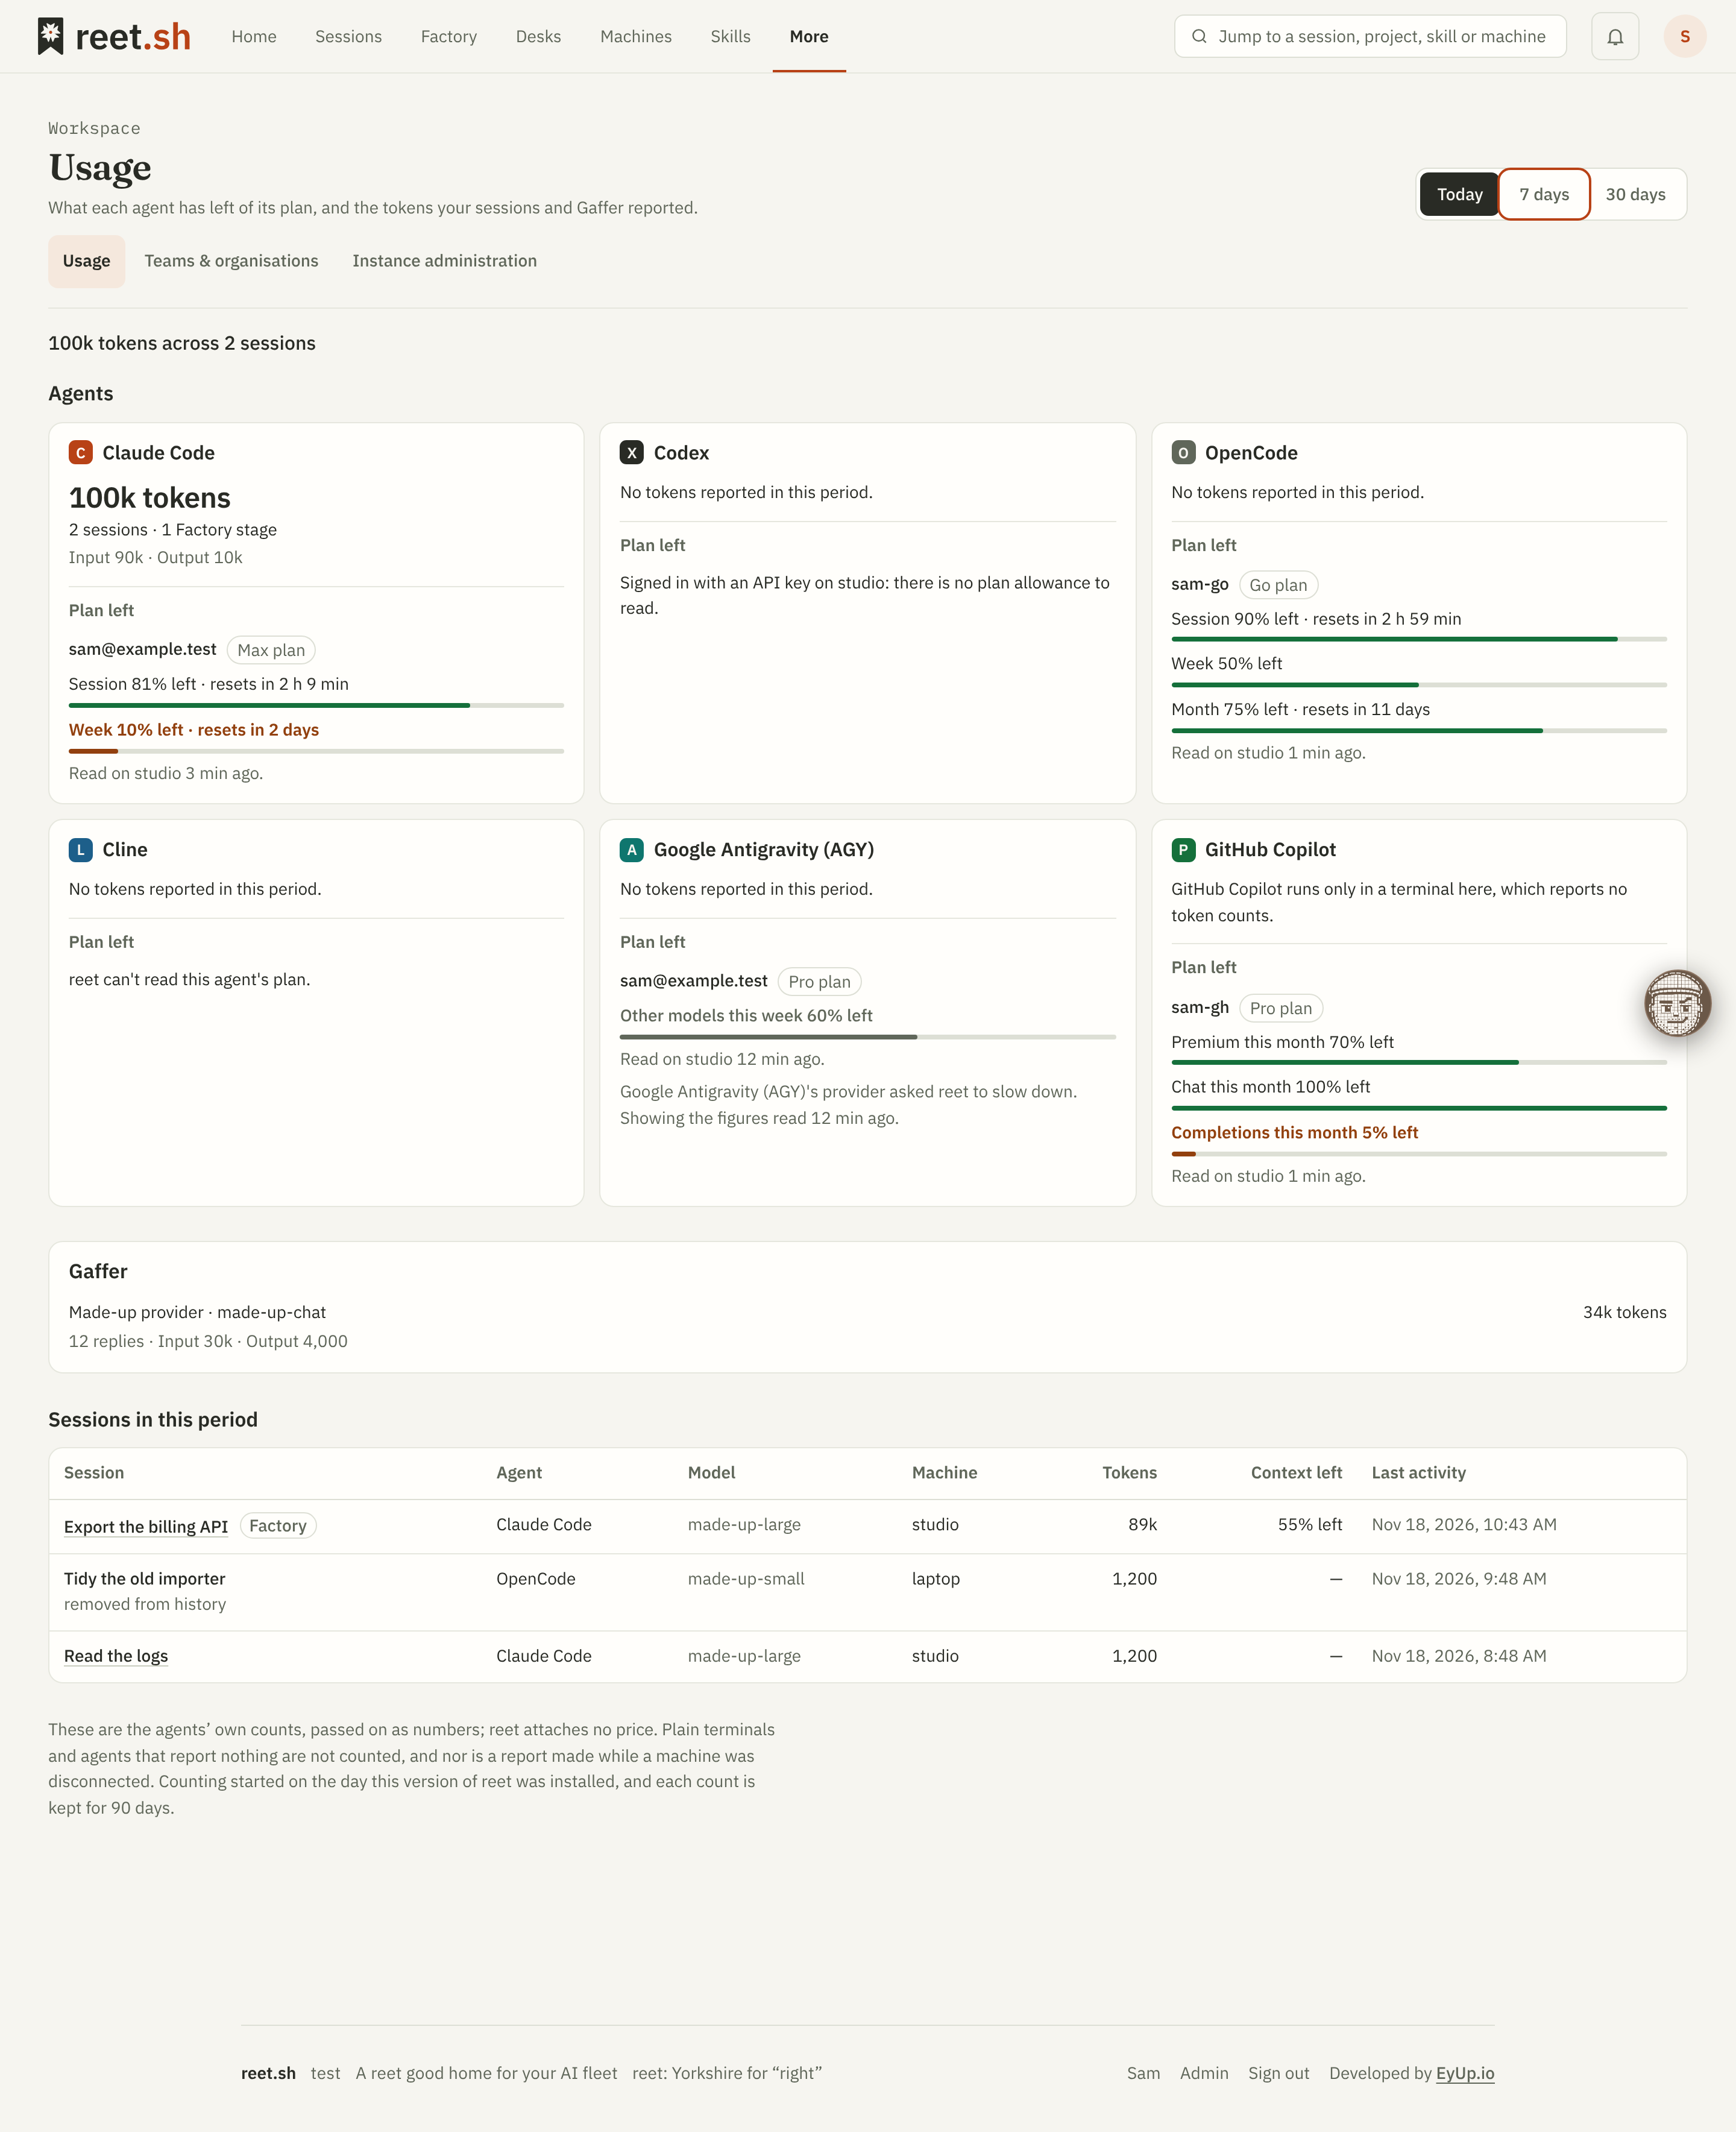 reet.sh
Home
Sessions
Factory
Desks
Machines
Skills
More
Jump to a session, project, skill or machine
S
Workspace
Usage
What each agent has left of its plan, and the tokens your sessions and Gaffer reported.
Today
7 days
30 days
Usage
Teams & organisations
Instance administration
100k tokens across 2 sessions
Agents
C Claude Code
100k tokens
2 sessions · 1 Factory stage
Input 90k · Output 10k
Plan left
sam@example.test Max plan
Session 81% left · resets in 2 h 9 min
Week 10% left · resets in 2 days
Read on studio 3 min ago.
X Codex
No tokens reported in this period.
Plan left
Signed in with an API key on studio: there is no plan allowance to
read.
O OpenCode
No tokens reported in this period.
Plan left
sam-go Go plan
Session 90% left · resets in 2 h 59 min
Week 50% left
Month 75% left · resets in 11 days
Read on studio 1 min ago.
L Cline
No tokens reported in this period.
Plan left
reet can't read this agent's plan.
A Google Antigravity (AGY)
No tokens reported in this period.
Plan left
sam@example.test Pro plan
Other models this week 60% left
Read on studio 12 min ago.
Google Antigravity (AGY)'s provider asked reet to slow down.
Showing the figures read 12 min ago.
P GitHub Copilot
GitHub Copilot runs only in a terminal here, which reports no
token counts.
Plan left
sam-gh Pro plan
Premium this month 70% left
Chat this month 100% left
Completions this month 5% left
Read on studio 1 min ago.
Gaffer
Made-up provider · made-up-chat 34k tokens
12 replies · Input 30k · Output 4,000
Sessions in this period
Session Agent Model Machine Tokens Context left Last activity
Export the billing API Factory Claude Code made-up-large studio 89k 55% left Nov 18, 2026, 10:43 AM
Tidy the old importer OpenCode made-up-small laptop 1,200 — Nov 18, 2026, 9:48 AM
removed from history
Read the logs Claude Code made-up-large studio 1,200 — Nov 18, 2026, 8:48 AM
These are the agents’ own counts, passed on as numbers; reet attaches no price. Plain terminals
and agents that report nothing are not counted, and nor is a report made while a machine was
disconnected. Counting started on the day this version of reet was installed, and each count is
kept for 90 days.
reet.sh test A reet good home for your AI fleet reet: Yorkshire for “right”
Sam Admin Sign out Developed by EyUp.io